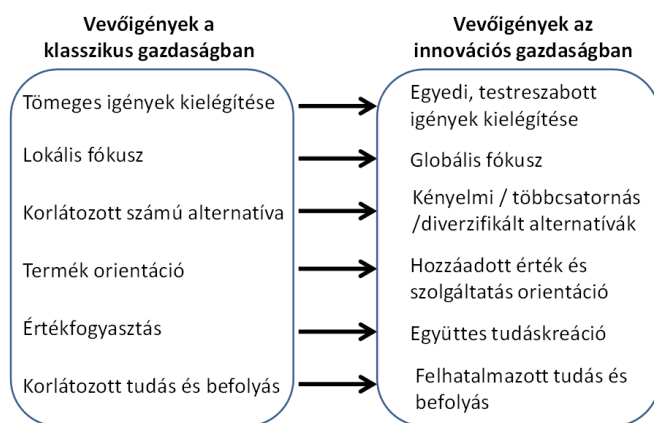 Vevőigények a
klasszikus gazdaságban
Vevőigények az
innovációs gazdaságban
Tömeges igények kielégítése
Egyedi, testreszabott
igények kielégítése
Lokális fókusz
Globális fókusz
Korlátozott számú alternatíva
Kényelmi / többcsatornás
/diverzifikált alternatívák
Termék orientáció
Hozzáadott érték és
szolgáltatás orientáció
Értékfogyasztás
Együttes tudáskreáció
Korlátozott tudás és befolyás
Felhatalmazott tudás és
befolyás